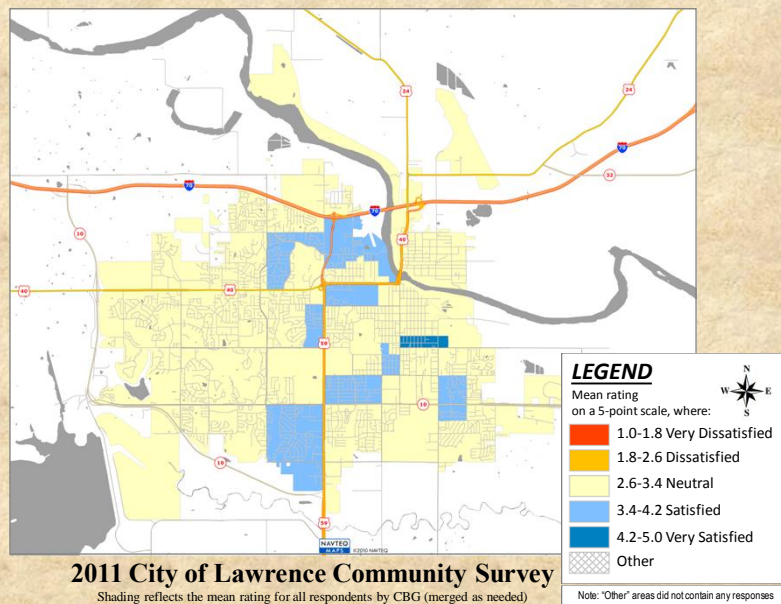 24
24
70
70
32
70
10
40
40
40
59
10
10
59
NAVTEQ
MAPS
©2010 NAVTEQ
LEGEND
Mean rating
on a 5-point scale, where:
N
W
E
S
1.0-1.8 Very Dissatisfied
1.8-2.6 Dissatisfied
2.6-3.4 Neutral
3.4-4.2 Satisfied
4.2-5.0 Very Satisfied
Other
2011 City of Lawrence Community Survey
Shading reflects the mean rating for all respondents by CBG (merged as needed)
Note: "Other" areas did not contain any responses